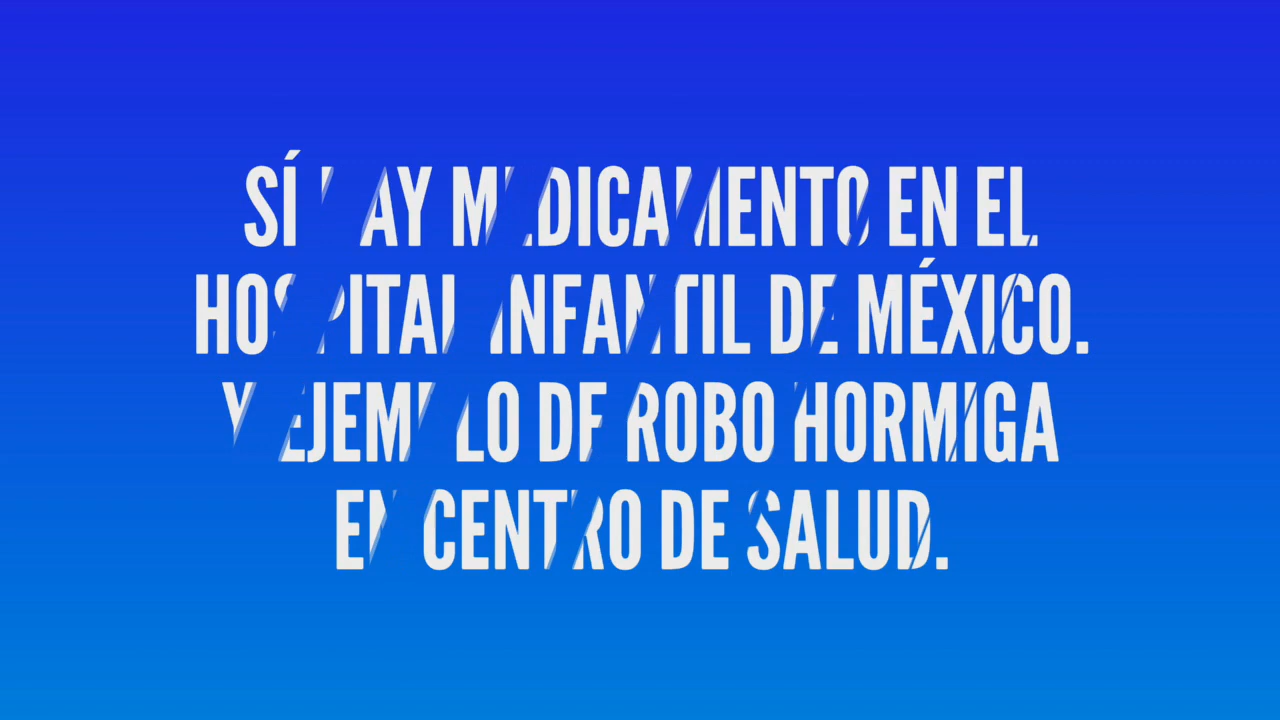 SÍ HAY MEDICAMENTO EN EL
HOSPITAL INFANTIL DE MÉXICO.
Y EJEMPLO DE ROBO HORMIGA
EN CENTRO DE SALUD.